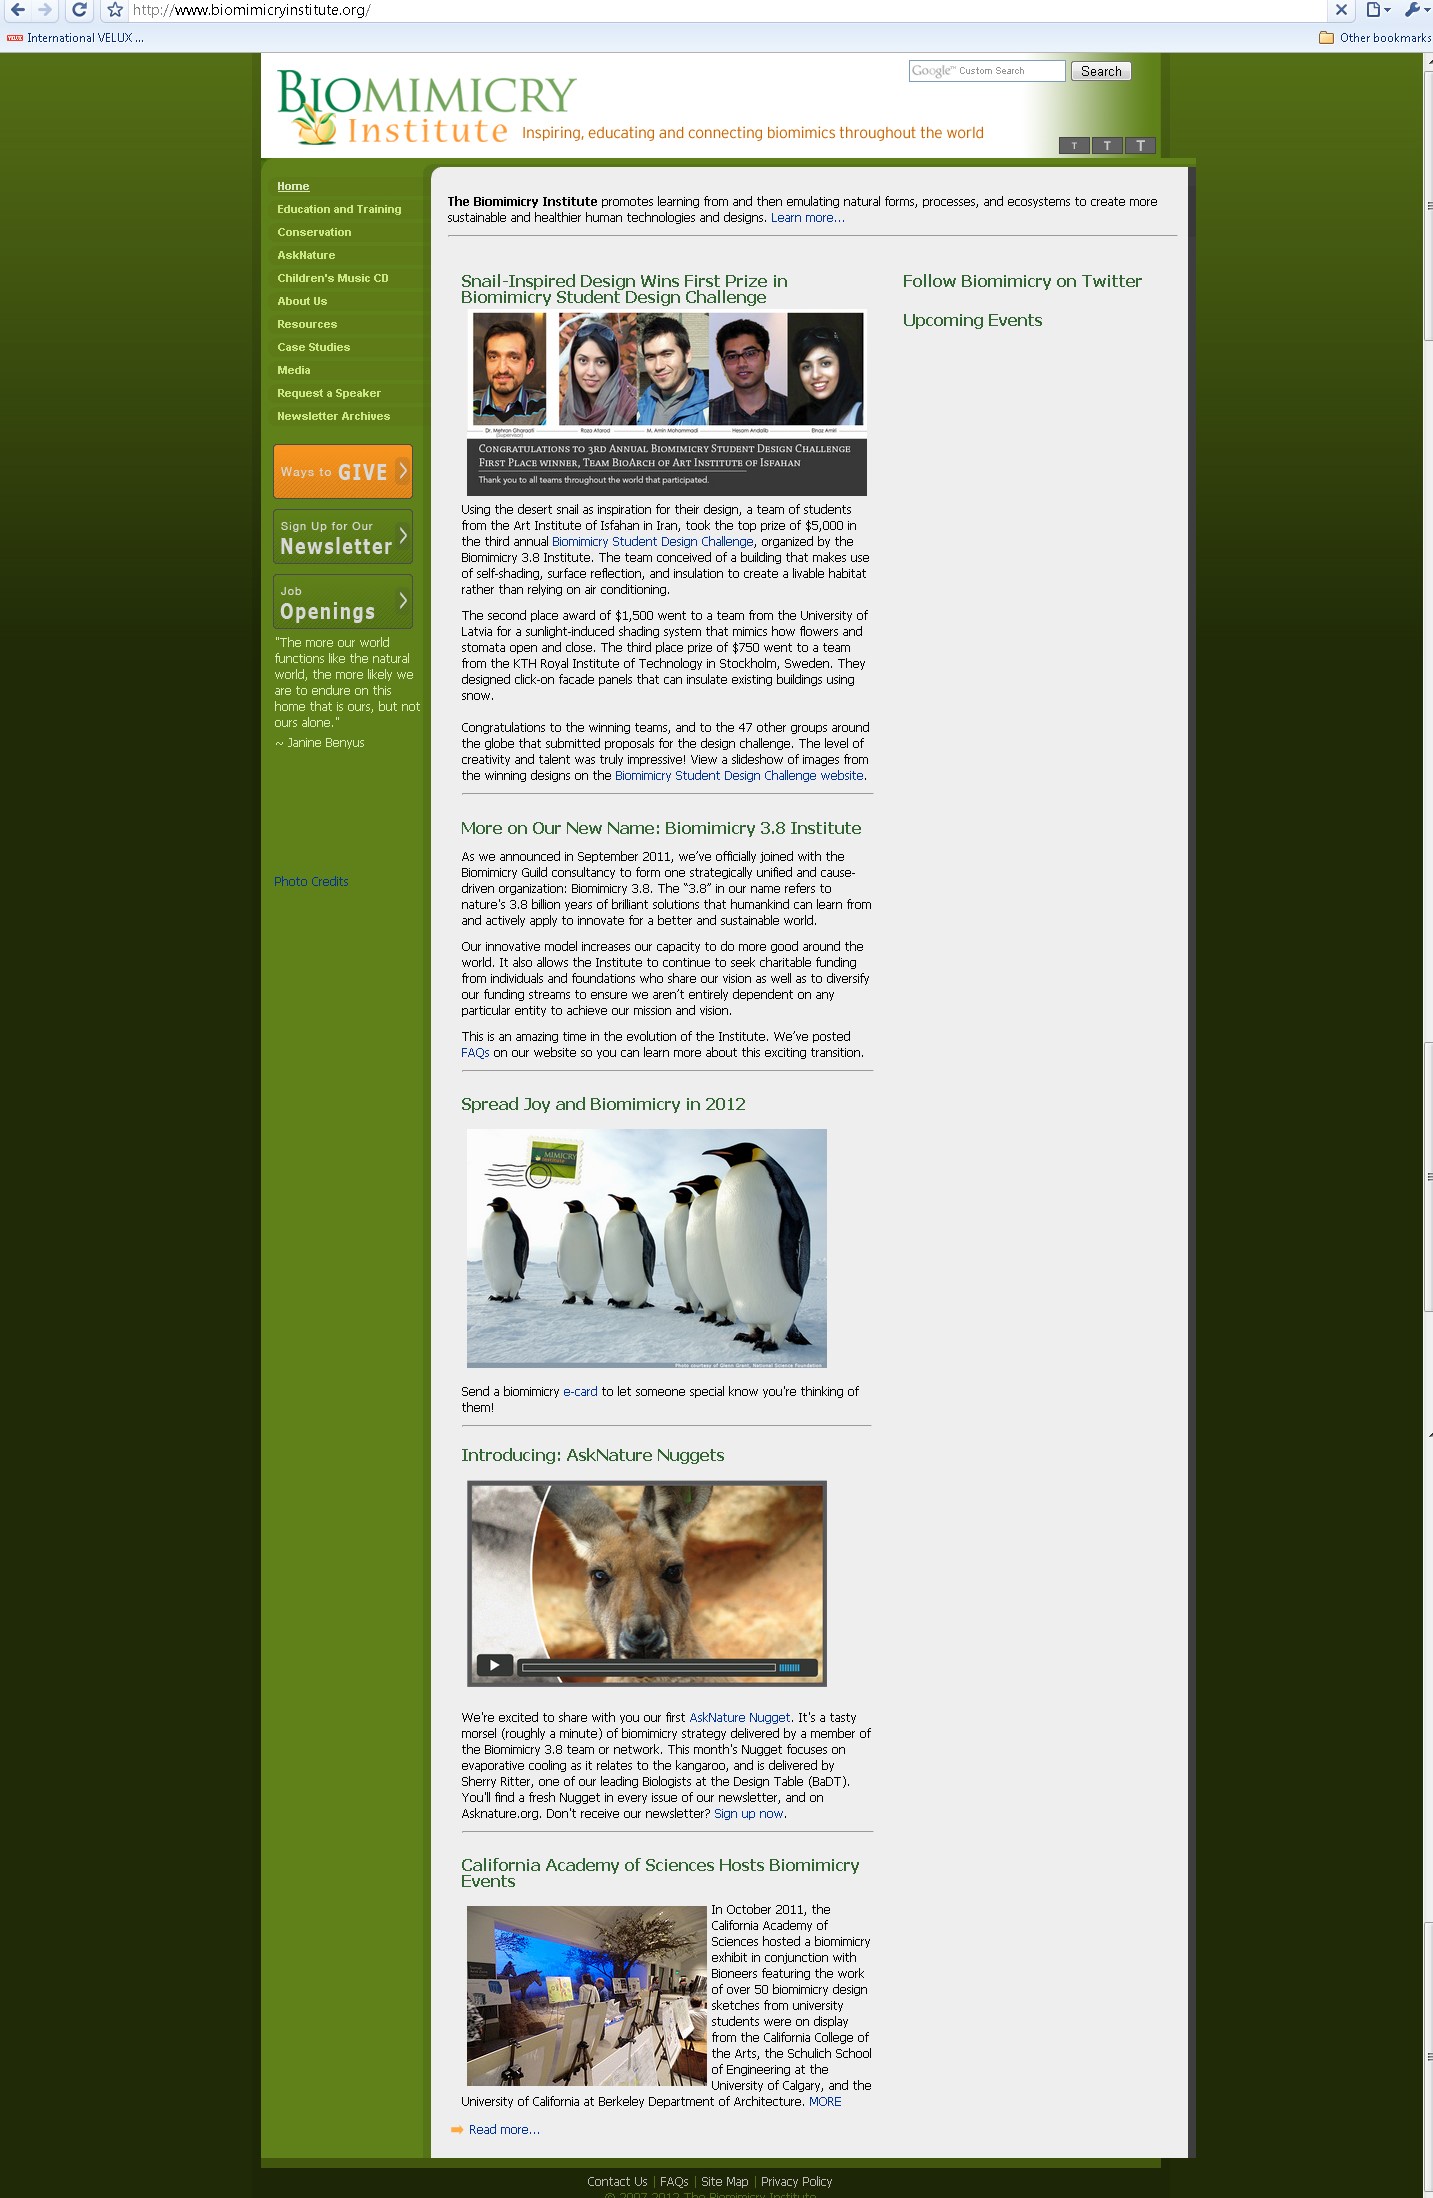 http://www.biomimicryinstitute.org/
International VELUX ...
Other bookmarks
BIOMIMICRY
Institute
Inspiring, educating and connecting biomimics throughout the world
Google™ Custom Search
Search
T T T
Home
Education and Training
Conservation
AskNature
Children's Music CD
About Us
Resources
Case Studies
Media
Request a Speaker
Newsletter Archives
Ways to GIVE
Sign Up for Our
Newsletter
Job
Openings
"The more our world
functions like the natural
world, the more likely we
are to endure on this
home that is ours, but not
ours alone."
~ Janine Benyus
Photo Credits
The Biomimicry Institute promotes learning from and then emulating natural forms, processes, and ecosystems to create more
sustainable and healthier human technologies and designs. Learn more...
Snail-Inspired Design Wins First Prize in
Biomimicry Student Design Challenge
Dr. Mehran Gharaati Roza Atarod M. Amin Mohammadi Hesam Andalib Elnaz Amiri
(Supervisor)
Congratulations to 3rd Annual Biomimicry Student Design Challenge
First Place winner, Team BioArch of Art Institute of Isfahan
Thank you to all teams throughout the world that participated.
Using the desert snail as inspiration for their design, a team of students
from the Art Institute of Isfahan in Iran, took the top prize of $5,000 in
the third annual Biomimicry Student Design Challenge, organized by the
Biomimicry 3.8 Institute. The team conceived of a building that makes use
of self-shading, surface reflection, and insulation to create a livable habitat
rather than relying on air conditioning.
The second place award of $1,500 went to a team from the University of
Latvia for a sunlight-induced shading system that mimics how flowers and
stomata open and close. The third place prize of $750 went to a team
from the KTH Royal Institute of Technology in Stockholm, Sweden. They
designed click-on facade panels that can insulate existing buildings using
snow.
Congratulations to the winning teams, and to the 47 other groups around
the globe that submitted proposals for the design challenge. The level of
creativity and talent was truly impressive! View a slideshow of images from
the winning designs on the Biomimicry Student Design Challenge website.
More on Our New Name: Biomimicry 3.8 Institute
As we announced in September 2011, we've officially joined with the
Biomimicry Guild consultancy to form one strategically unified and cause-
driven organization: Biomimicry 3.8. The “3.8” in our name refers to
nature's 3.8 billion years of brilliant solutions that humankind can learn from
and actively apply to innovate for a better and sustainable world.
Our innovative model increases our capacity to do more good around the
world. It also allows the Institute to continue to seek charitable funding
from individuals and foundations who share our vision as well as to diversify
our funding streams to ensure we aren’t entirely dependent on any
particular entity to achieve our mission and vision.
This is an amazing time in the evolution of the Institute. We’ve posted
FAQs on our website so you can learn more about this exciting transition.
Spread Joy and Biomimicry in 2012
MIMICRY
Institute
Photo courtesy of Glenn Grant, National Science Foundation
Send a biomimicry e-card to let someone special know you're thinking of
them!
Introducing: AskNature Nuggets
We're excited to share with you our first AskNature Nugget. It's a tasty
morsel (roughly a minute) of biomimicry strategy delivered by a member of
the Biomimicry 3.8 team or network. This month's Nugget focuses on
evaporative cooling as it relates to the kangaroo, and is delivered by
Sherry Ritter, one of our leading Biologists at the Design Table (BaDT).
You'll find a fresh Nugget in every issue of our newsletter, and on
Asknature.org. Don't receive our newsletter? Sign up now.
California Academy of Sciences Hosts Biomimicry
Events
In October 2011, the
California Academy of
Sciences hosted a biomimicry
exhibit in conjunction with
Bioneers featuring the work
of over 50 biomimicry design
sketches from university
students were on display
from the California College of
the Arts, the Schulich School
of Engineering at the
University of Calgary, and the
University of California at Berkeley Department of Architecture. MORE
Read more...
Follow Biomimicry on Twitter
Upcoming Events
Contact Us | FAQs | Site Map | Privacy Policy
© 2007-2012 The Biomimicry Institute